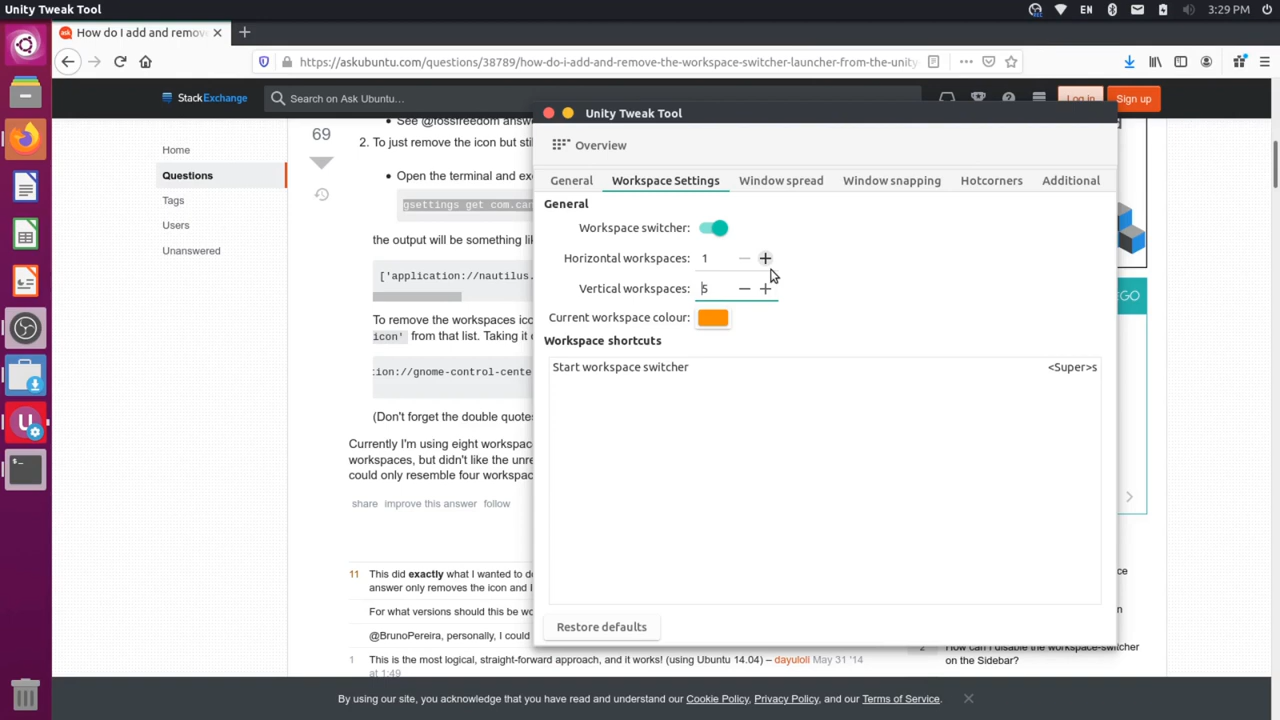 Unity Tweak Tool
EN
3:29 PM
How do I add and remov
https://askubuntu.com/questions/38789/how-do-i-add-and-remove-the-workspace-switcher-launcher-from-the-unity-
StackExchange
Search on Ask Ubuntu…
Log in
Sign up
Home
Questions
Tags
Users
Unanswered
69
• See @fossfreedom answ
2. To just remove the icon but sti
• Open the terminal and ex
gsettings get com.can
the output will be something lik
['application://nautilus.
To remove the workspaces ico
icon' from that list. Taking it
tion://gnome-control-cente
(Don't forget the double quotes
Currently I'm using eight workspac
workspaces, but didn't like the unre
could only resemble four workspac
share improve this answer follow
11 This did exactly what I wanted to d
answer only removes the icon and l
For what versions should this be wo
@BrunoPereira, personally, I could
1 This is the most logical, straight-forward approach, and it works! (using Ubuntu 14.04) – dayuloli May 31 '14
at 1:49
Unity Tweak Tool
Overview
General
Workspace Settings
Window spread
Window snapping
Hotcorners
Additional
General
Workspace switcher:
Horizontal workspaces: 1 − +
Vertical workspaces: 5 − +
Current workspace colour:
Workspace shortcuts
Start workspace switcher <Super>s
Restore defaults
GO
ce
n
2 How can I disable the workspace-switcher
on the Sidebar?
By using our site, you acknowledge that you have read and understand our Cookie Policy, Privacy Policy, and our Terms of Service.